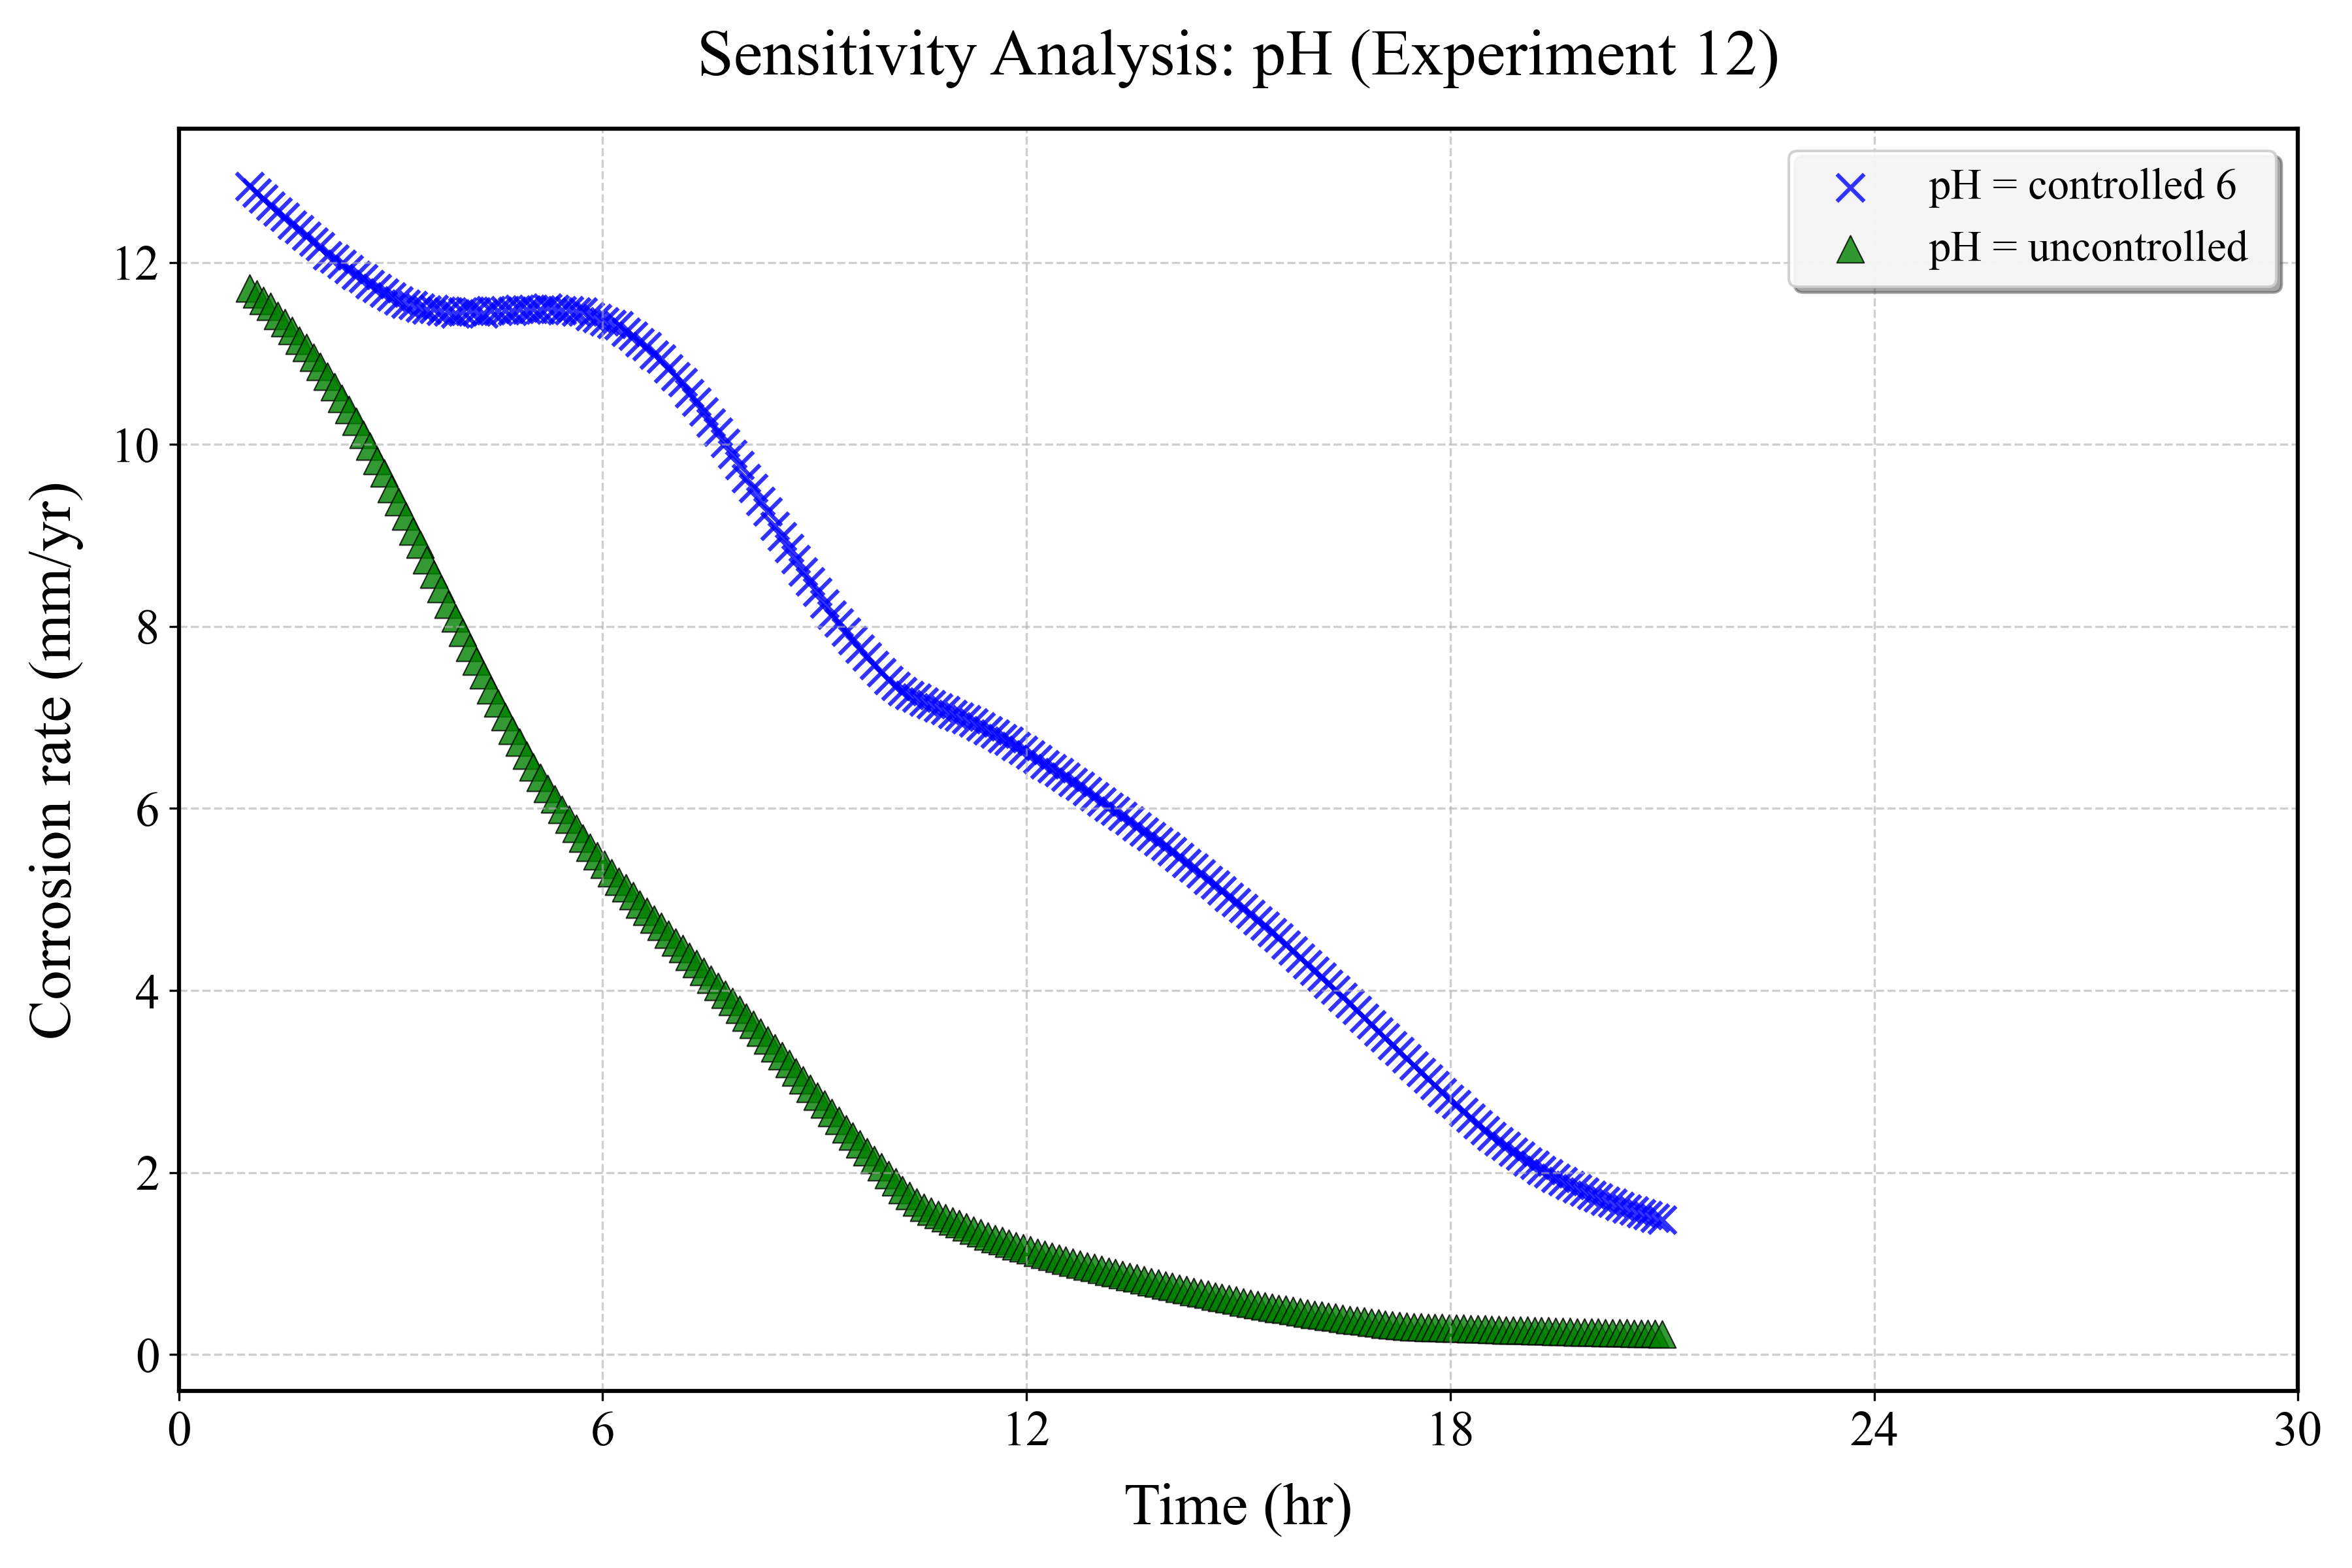 Sensitivity Analysis: pH (Experiment 12)
pH = controlled 6
pH = uncontrolled
Corrosion rate (mm/yr)
12
10
8
6
4
2
0
0 6 12 18 24 30
Time (hr)